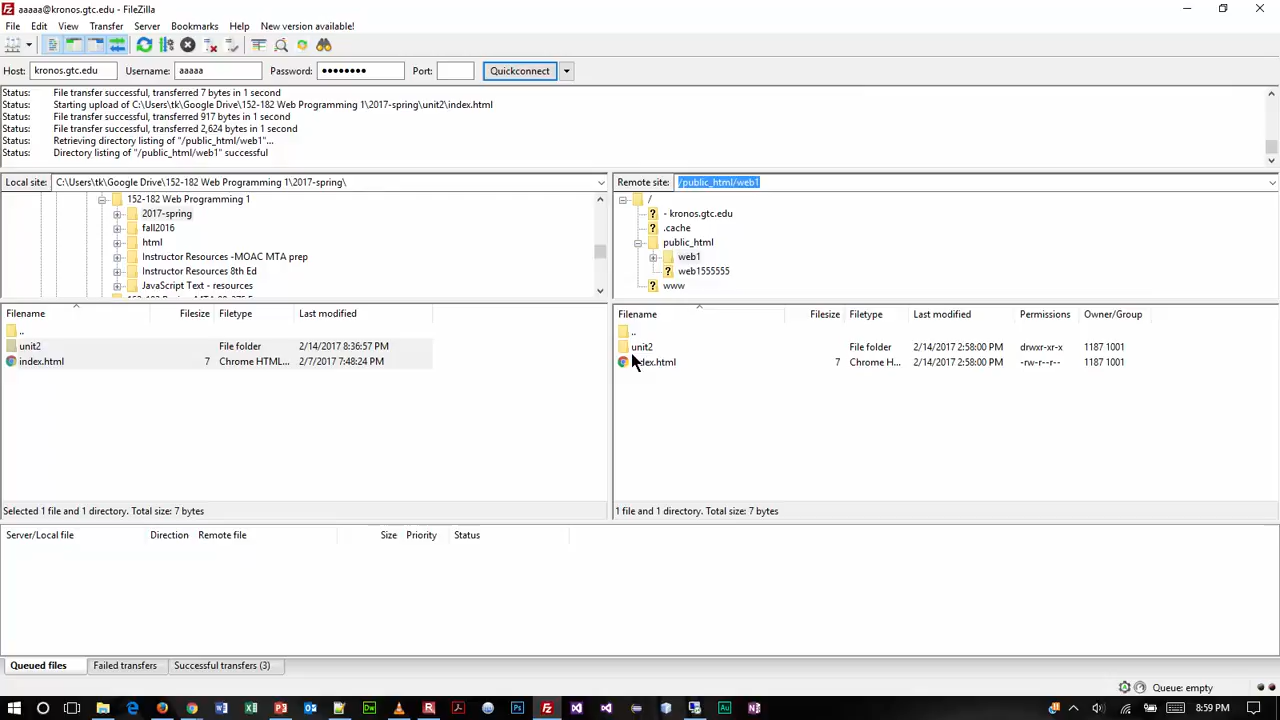 aaaaa@kronos.gtc.edu - FileZilla
File Edit View Transfer Server Bookmarks Help New version available!
Host: kronos.gtc.edu Username: aaaaa Password: ●●●●●●●● Port: Quickconnect
Status: File transfer successful, transferred 7 bytes in 1 second
Status: Starting upload of C:\Users\tk\Google Drive\152-182 Web Programming 1\2017-spring\unit2\index.html
Status: File transfer successful, transferred 917 bytes in 1 second
Status: File transfer successful, transferred 2,624 bytes in 1 second
Status: Retrieving directory listing of "/public_html/web1"...
Status: Directory listing of "/public_html/web1" successful
Local site: C:\Users\tk\Google Drive\152-182 Web Programming 1\2017-spring\
152-182 Web Programming 1
2017-spring
fall2016
html
Instructor Resources -MOAC MTA prep
Instructor Resources 8th Ed
JavaScript Text - resources
Remote site: /public_html/web1
/
- kronos.gtc.edu
.cache
public_html
web1
web1555555
www
Filename Filesize Filetype Last modified
..
unit2 File folder 2/14/2017 8:36:57 PM
index.html 7 Chrome HTML... 2/7/2017 7:48:24 PM
Selected 1 file and 1 directory. Total size: 7 bytes
Filename Filesize Filetype Last modified Permissions Owner/Group
..
unit2 File folder 2/14/2017 2:58:00 PM drwxr-xr-x 1187 1001
index.html 7 Chrome H... 2/14/2017 2:58:00 PM -rw-r--r-- 1187 1001
1 file and 1 directory. Total size: 7 bytes
Server/Local file Direction Remote file Size Priority Status
Queued files Failed transfers Successful transfers (3)
Queue: empty
8:59 PM